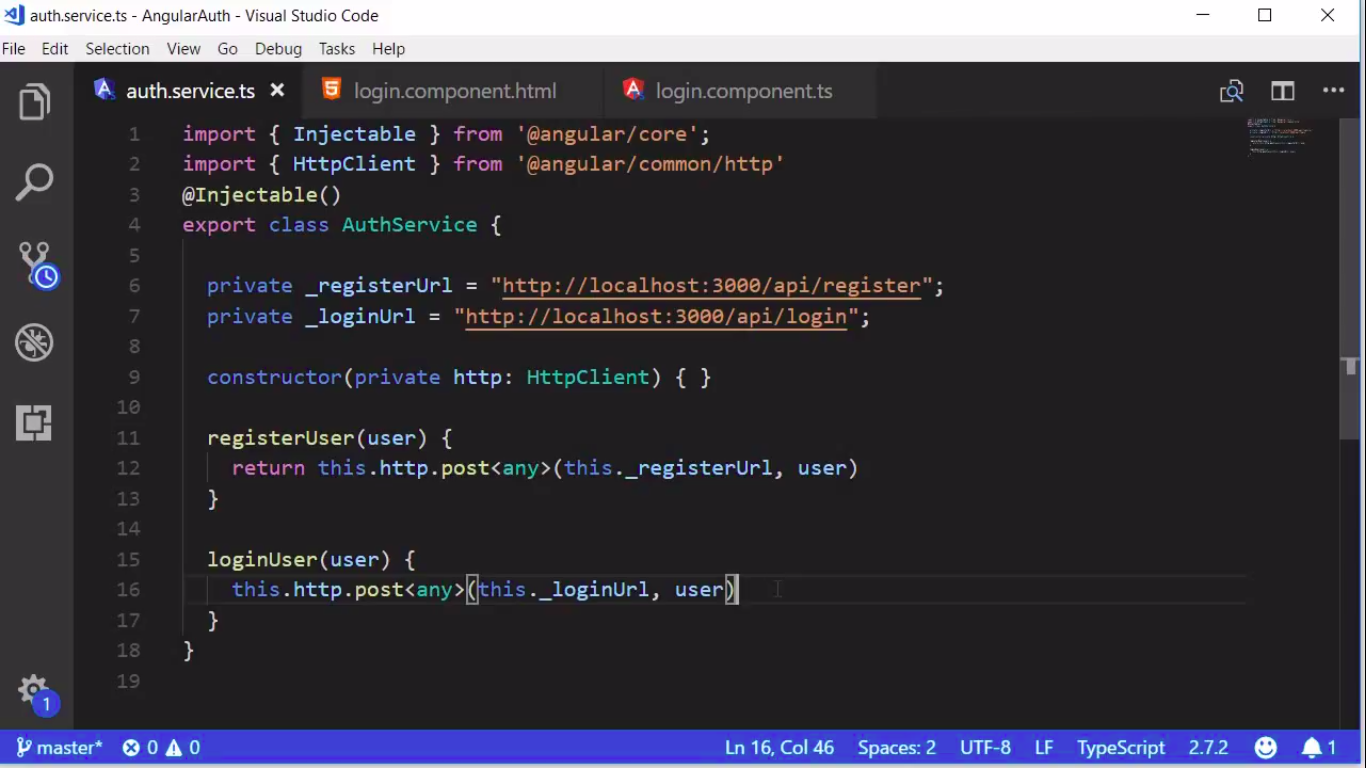 auth.service.ts - AngularAuth - Visual Studio Code
File Edit Selection View Go Debug Tasks Help
auth.service.ts login.component.html login.component.ts
1 import { Injectable } from '@angular/core';
2 import { HttpClient } from '@angular/common/http'
3 @Injectable()
4 export class AuthService {
5
6 private _registerUrl = "http://localhost:3000/api/register";
7 private _loginUrl = "http://localhost:3000/api/login";
8
9 constructor(private http: HttpClient) { }
10
11 registerUser(user) {
12 return this.http.post<any>(this._registerUrl, user)
13 }
14
15 loginUser(user) {
16 this.http.post<any>(this._loginUrl, user)
17 }
18 }
19
1
master* 0 0 Ln 16, Col 46 Spaces: 2 UTF-8 LF TypeScript 2.7.2 1